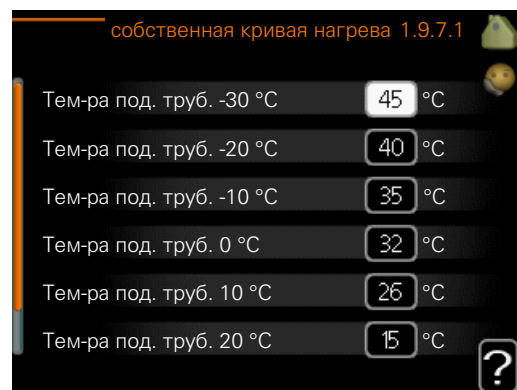 собственная кривая нагрева 1.9.7.1
Тем-ра под. труб. -30 °C 45 °C
Тем-ра под. труб. -20 °C 40 °C
Тем-ра под. труб. -10 °C 35 °C
Тем-ра под. труб. 0 °C 32 °C
Тем-ра под. труб. 10 °C 26 °C
Тем-ра под. труб. 20 °C 15 °C
?